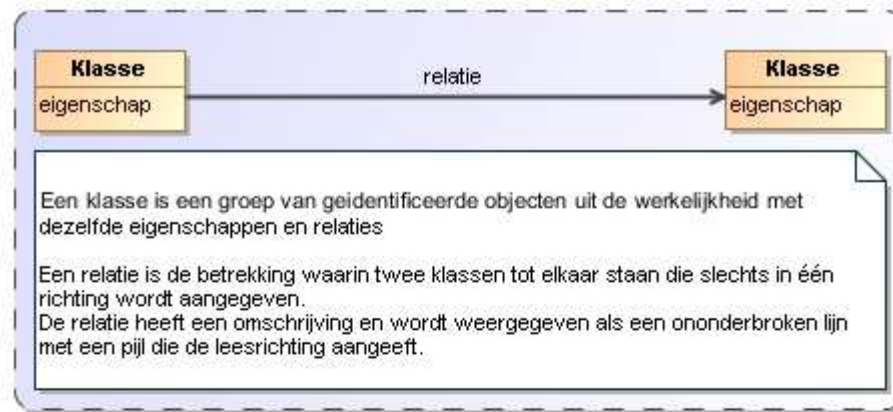 Klasse
eigenschap
relatie
Klasse
eigenschap
Een klasse is een groep van geidentificeerde objecten uit de werkelijkheid met
dezelfde eigenschappen en relaties
Een relatie is de betrekking waarin twee klassen tot elkaar staan die slechts in één
richting wordt aangegeven.
De relatie heeft een omschrijving en wordt weergegeven als een ononderbroken lijn
met een pijl die de leesrichting aangeeft.